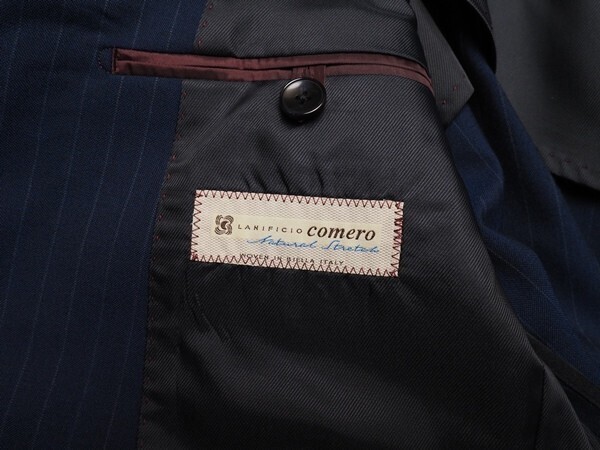 LANIFICIO comero
Natural Stretch
WOVEN IN BIELLA ITALY